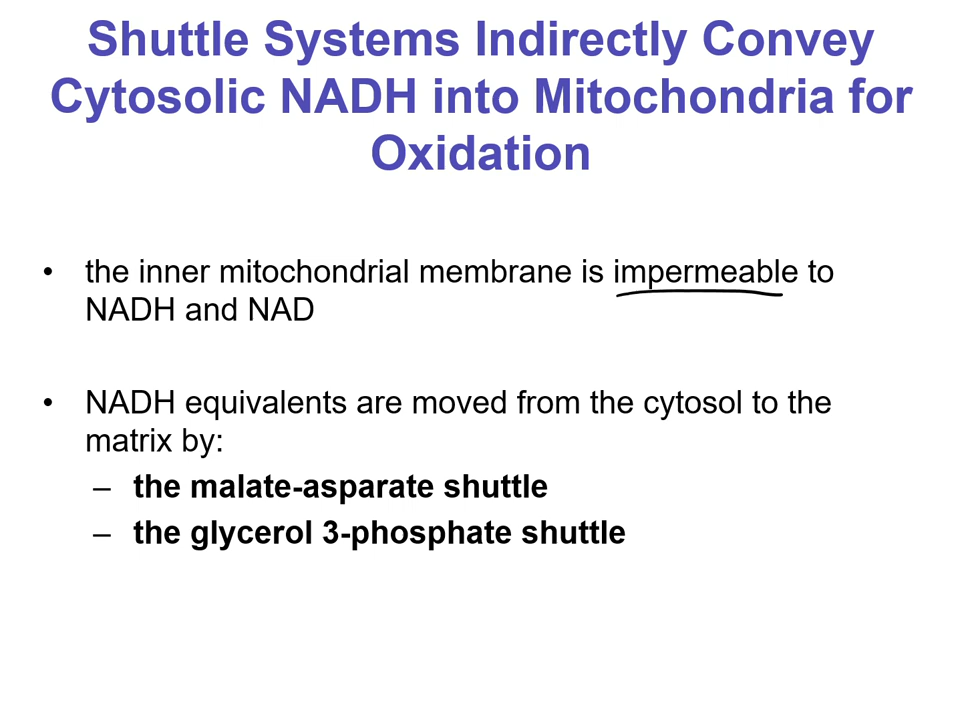 Shuttle Systems Indirectly Convey
Cytosolic NADH into Mitochondria for
Oxidation
• the inner mitochondrial membrane is impermeable to
NADH and NAD
• NADH equivalents are moved from the cytosol to the
matrix by:
– the malate-asparate shuttle
– the glycerol 3-phosphate shuttle